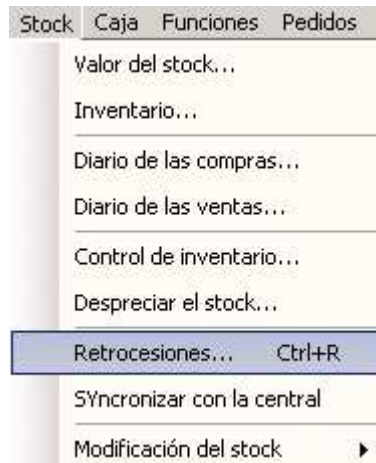 Stock Caja Funciones Pedidos
Valor del stock...
Inventario...
Diario de las compras...
Diario de las ventas...
Control de inventario...
Despreciar el stock...
Retrocesiones... Ctrl+R
SYncronizar con la central
Modificación del stock